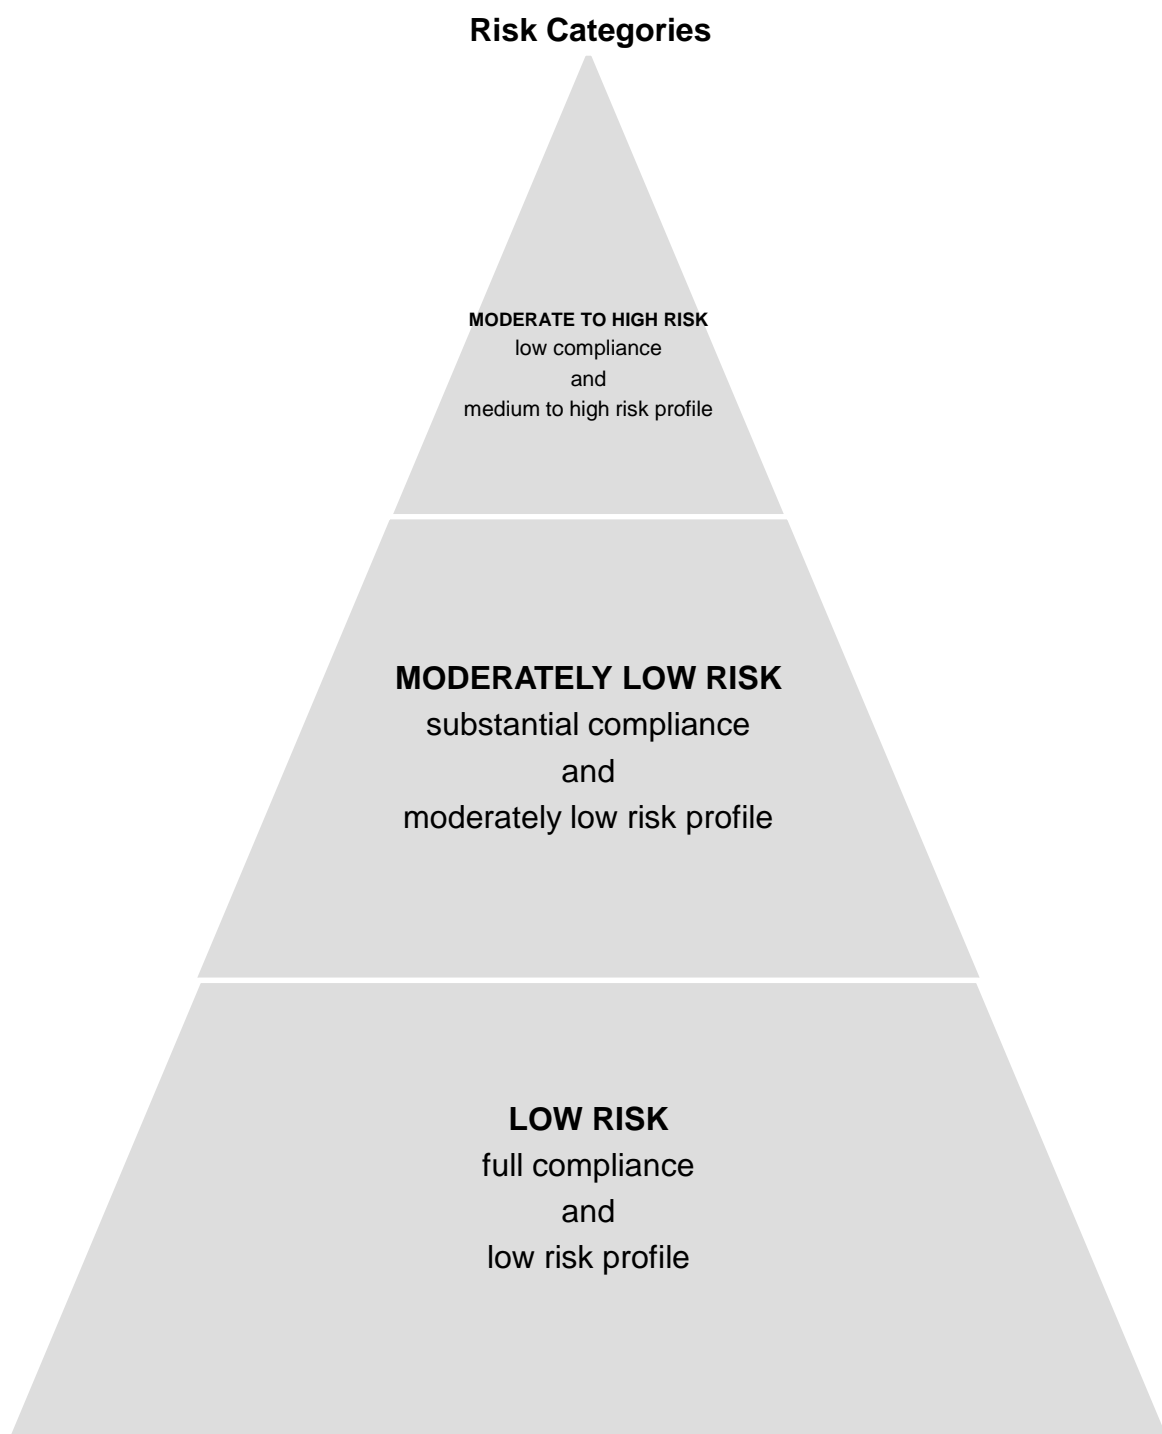 Risk Categories
MODERATE TO HIGH RISK
low compliance
and
medium to high risk profile
MODERATELY LOW RISK
substantial compliance
and
moderately low risk profile
LOW RISK
full compliance
and
low risk profile